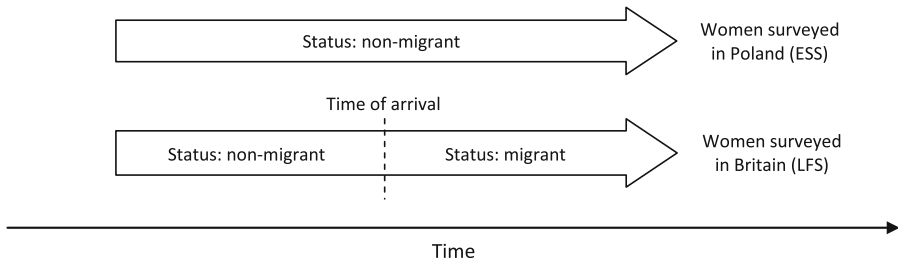 Status: non-migrant
Women surveyed
in Poland (ESS)
Time of arrival
Status: non-migrant
Status: migrant
Women surveyed
in Britain (LFS)
Time